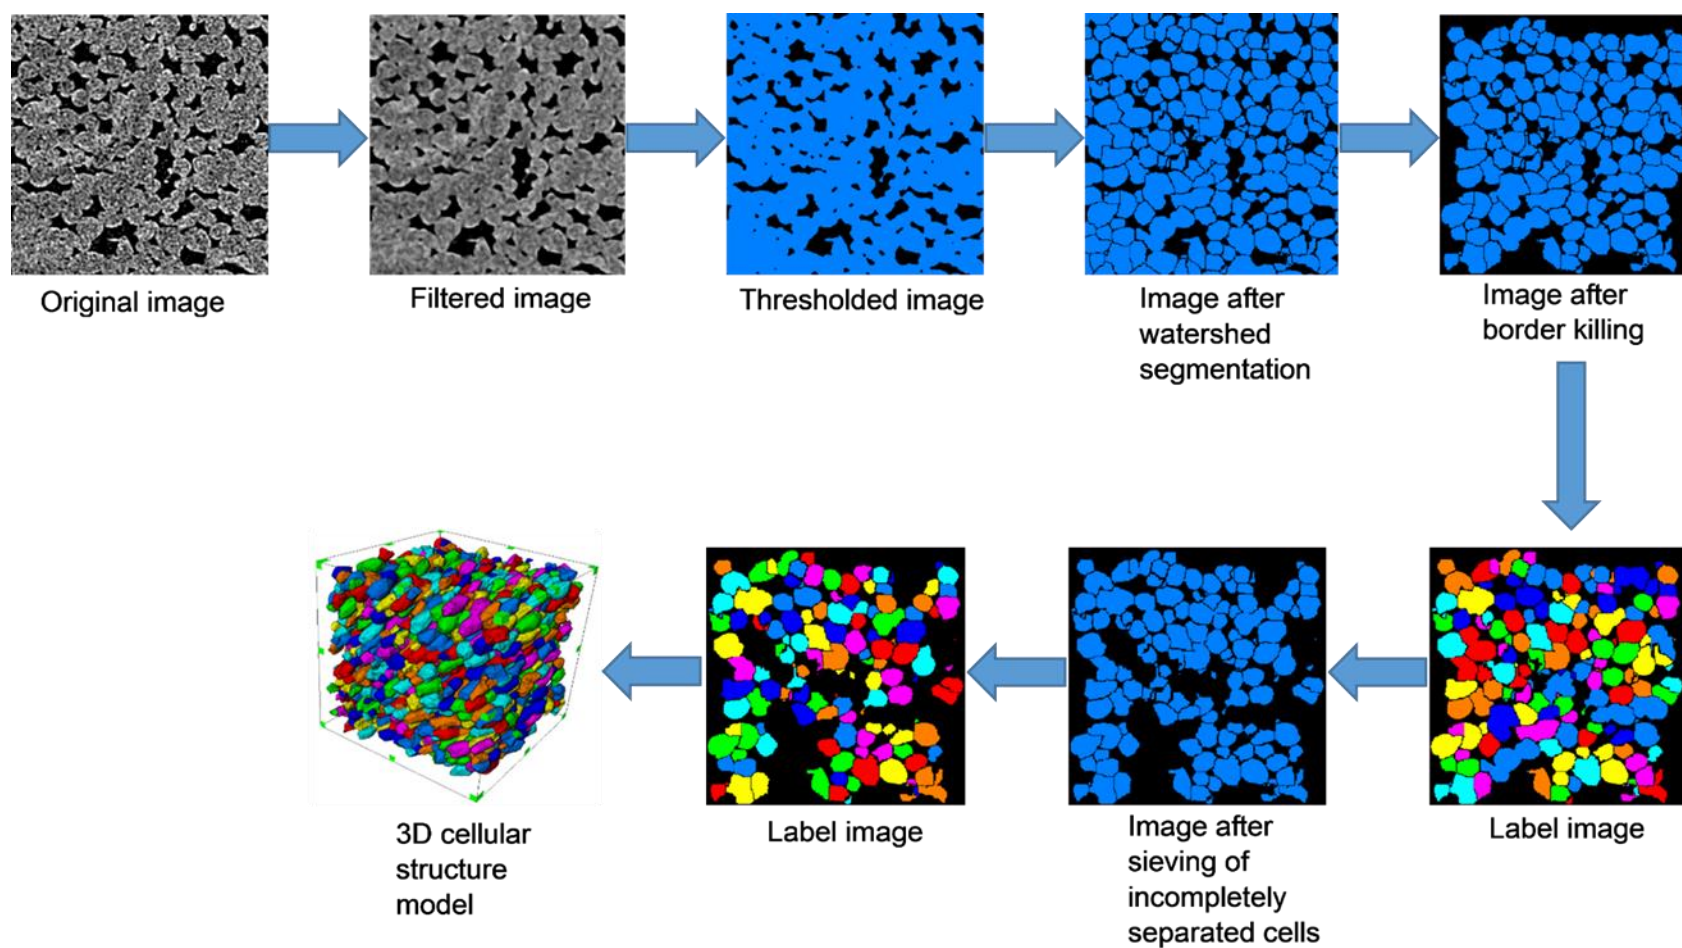 Original image
Filtered image
Thresholded image
Image after
watershed
segmentation
Image after
border killing
Label image
Image after
sieving of
incompletely
separated cells
Label image
3D cellular
structure
model